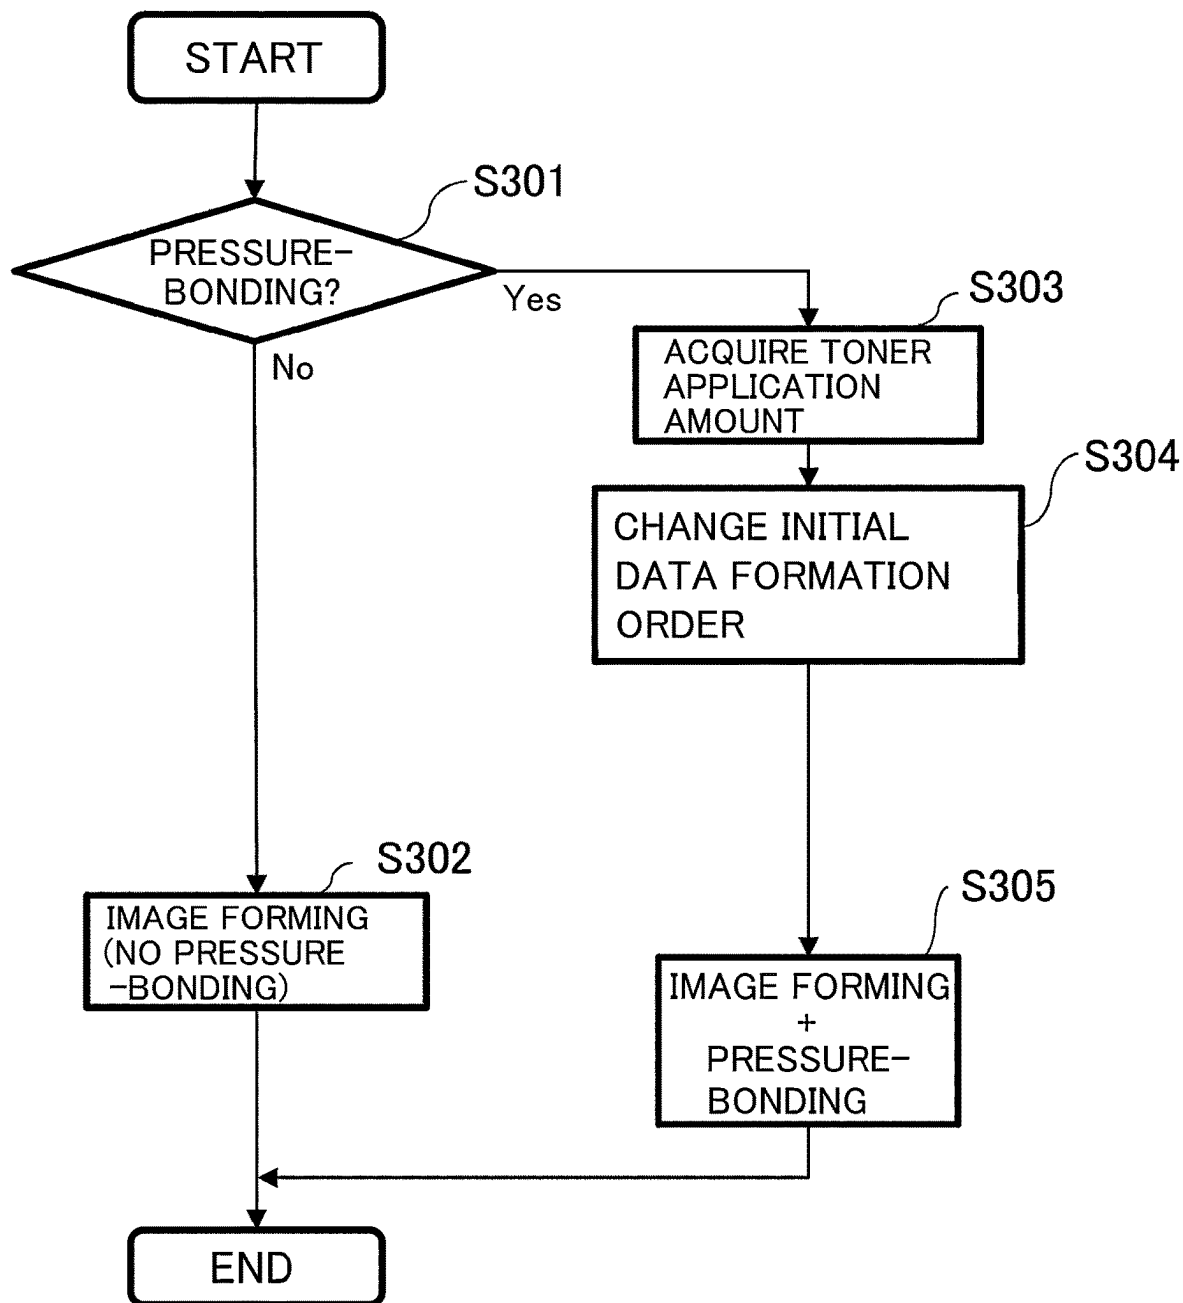 START
S301
PRESSURE-
BONDING?
Yes
No
S303
ACQUIRE TONER
APPLICATION
AMOUNT
S304
CHANGE INITIAL
DATA FORMATION
ORDER
S302
IMAGE FORMING
(NO PRESSURE
-BONDING)
S305
IMAGE FORMING
+
PRESSURE-
BONDING
END